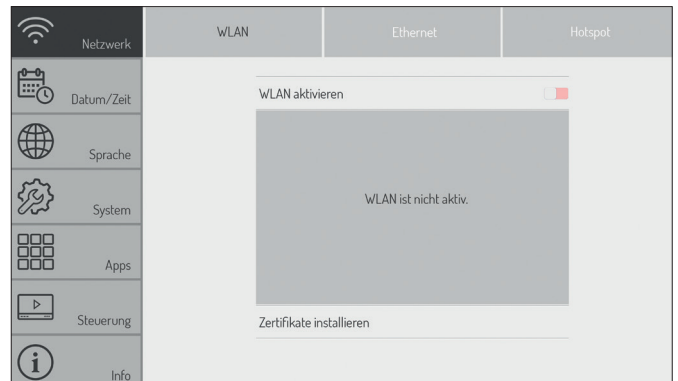 Netzwerk
WLAN
Ethernet
Hotspot
Datum/Zeit
Sprache
System
Apps
Steuerung
Info
WLAN aktivieren
WLAN ist nicht aktiv.
Zertifikate installieren